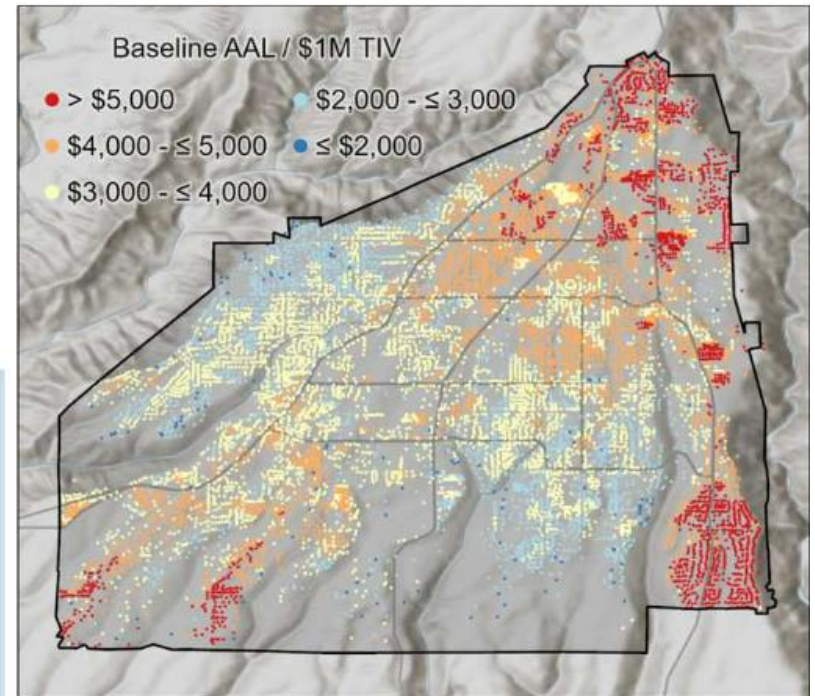 Baseline AAL / $1M TIV
> $5,000
$2,000 - ≤ 3,000
$4,000 - ≤ 5,000
≤ $2,000
$3,000 - ≤ 4,000